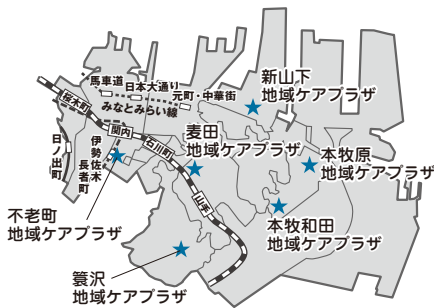 馬車道
日本大通り
元町・中華街
みなとみらい線
桜木町
関内
石川町
山手
日ノ出町
伊勢佐木
長者町
新山下
地域ケアプラザ
麦田
地域ケアプラザ
本牧原
地域ケアプラザ
不老町
地域ケアプラザ
本牧和田
地域ケアプラザ
簑沢
地域ケアプラザ